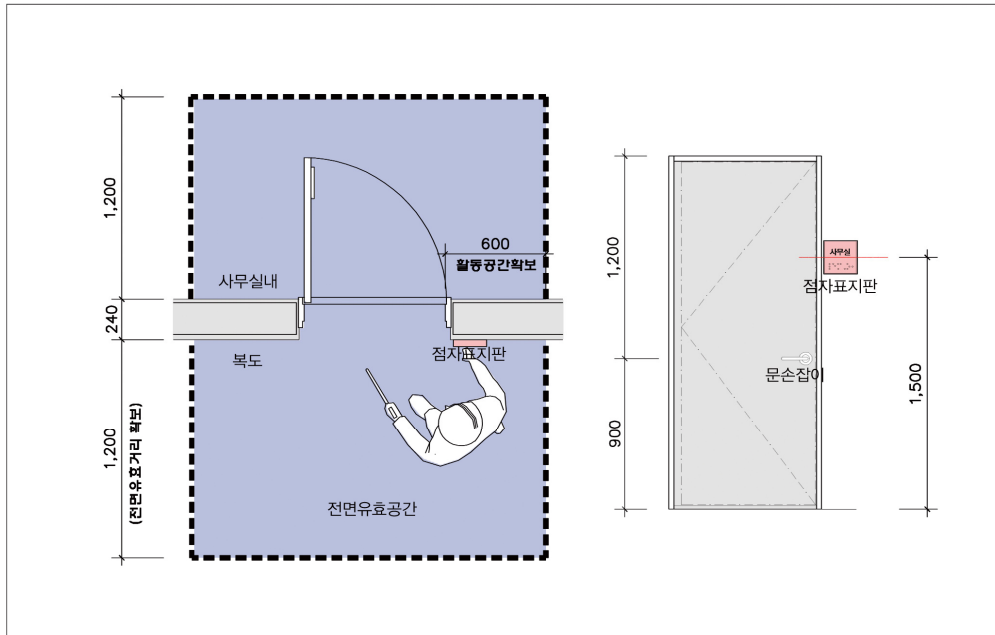 1,200
240
1,200
(전면유효거리 확보)
사무실내
600
활동공간확보
복도
점자표지판
전면유효공간
1,200
900
사무실
점자표지판
문손잡이
1,500